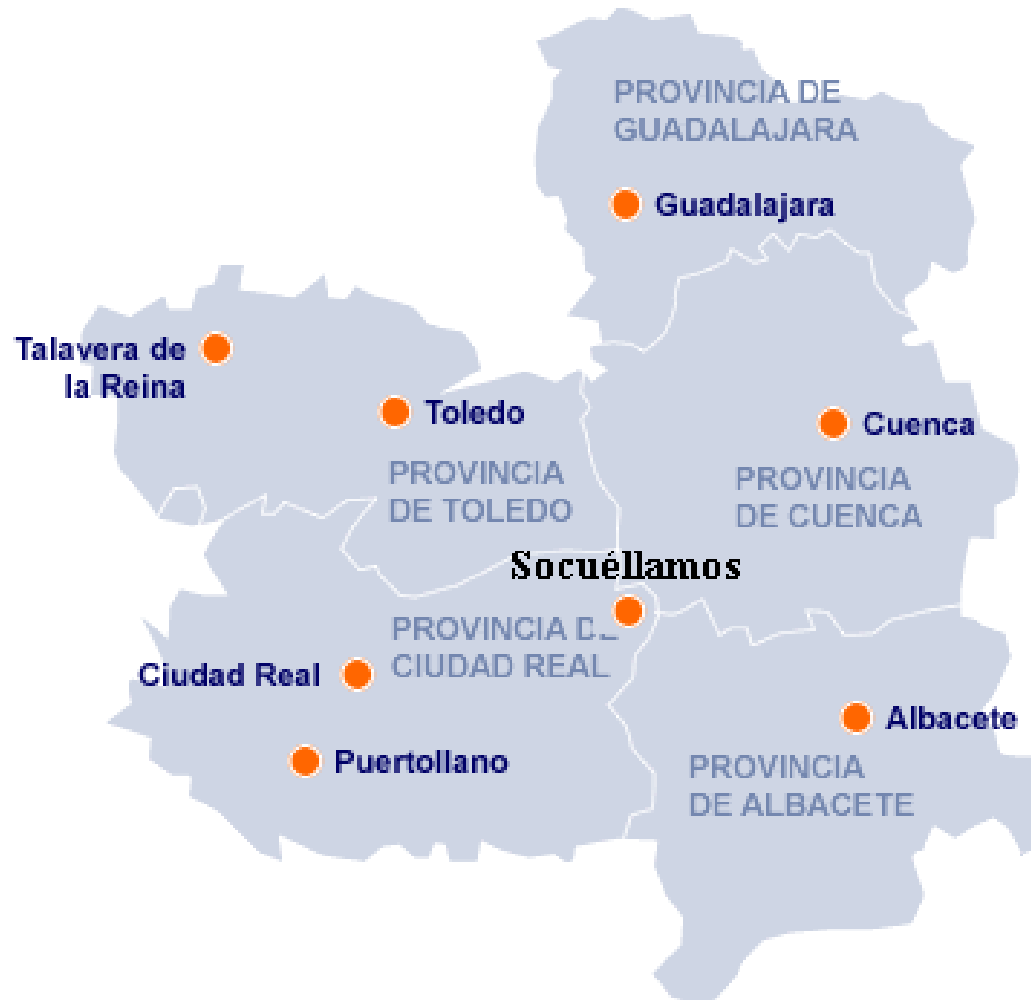 PROVINCIA DE
GUADALAJARA
Guadalajara
Talavera de
la Reina
Toledo
Cuenca
PROVINCIA
DE TOLEDO
PROVINCIA
DE CUENCA
Socuéllamos
PROVINCIA DE
CIUDAD REAL
Ciudad Real
Albacete
Puertollano
PROVINCIA
DE ALBACETE